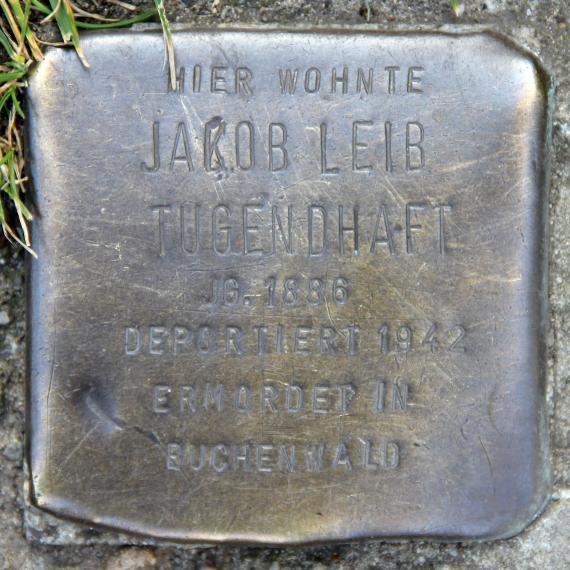 HIER WOHNTE
JAKOB LEIB
TUGENDHAFT
JG. 1886
DEPORTIERT 1942
ERMORDET IN
BUCHENWALD